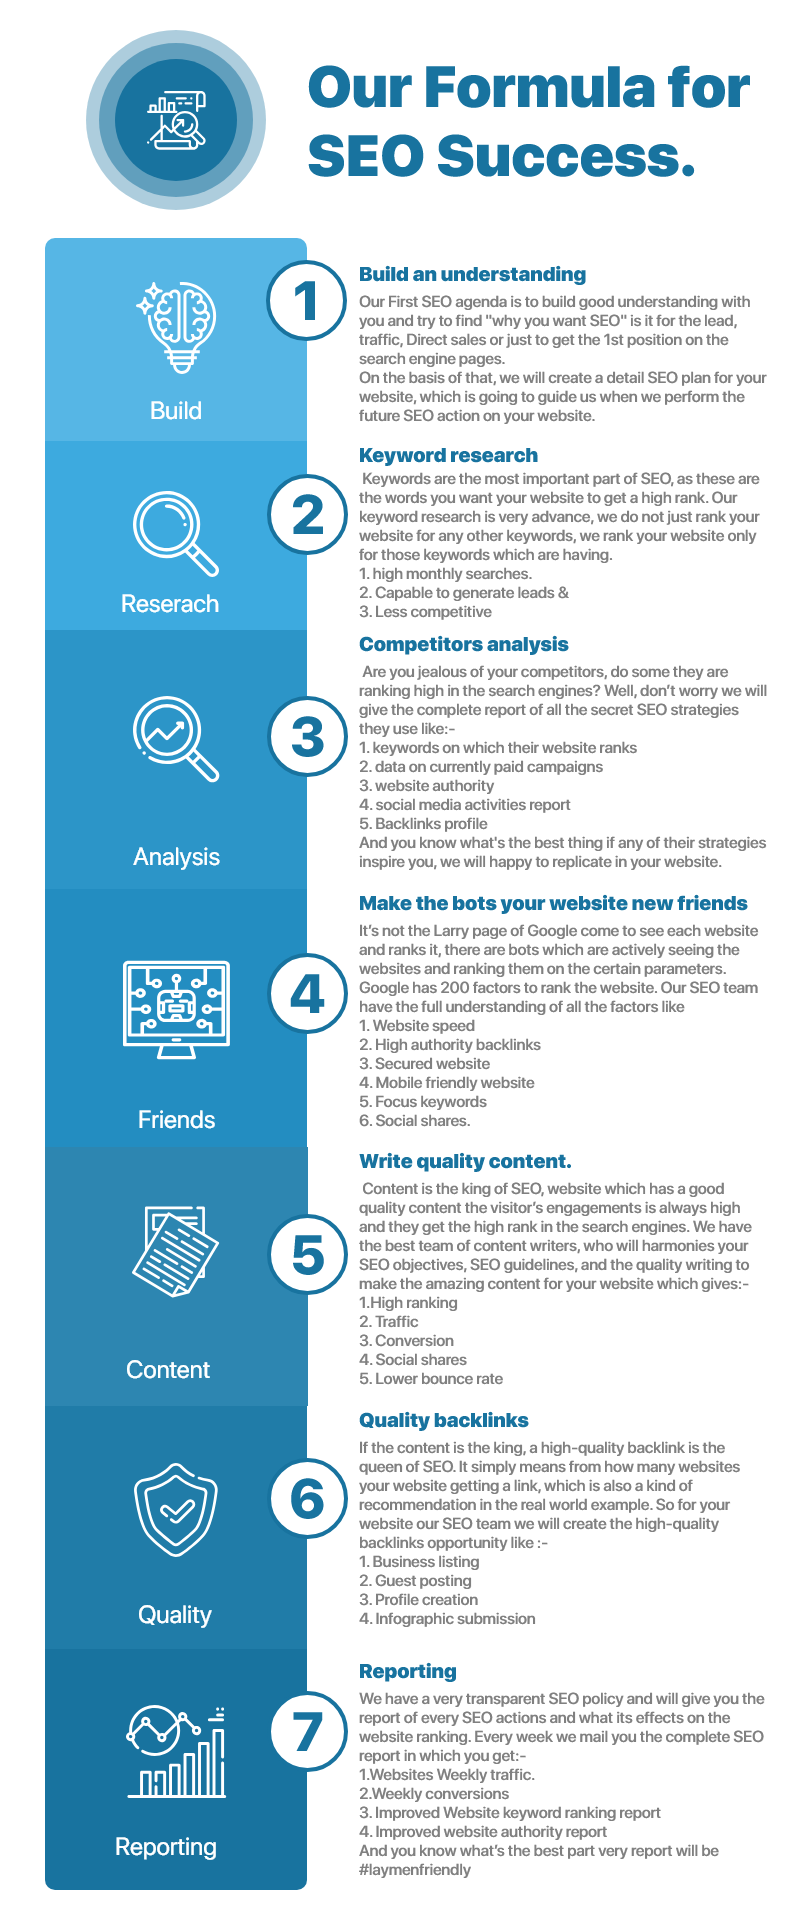 Our Formula for
SEO Success.
1
Build
Build an understanding
Our First SEO agenda is to build good understanding with
you and try to find "why you want SEO" is it for the lead,
traffic, Direct sales or just to get the 1st position on the
search engine pages.
On the basis of that, we will create a detail SEO plan for your
website, which is going to guide us when we perform the
future SEO action on your website.
2
Reserach
Keyword research
Keywords are the most important part of SEO, as these are
the words you want your website to get a high rank. Our
keyword research is very advance, we do not just rank your
website for any other keywords, we rank your website only
for those keywords which are having.
1. high monthly searches.
2. Capable to generate leads &
3. Less competitive
3
Analysis
Competitors analysis
Are you jealous of your competitors, do some they are
ranking high in the search engines? Well, don't worry we will
give the complete report of all the secret SEO strategies
they use like:-
1. keywords on which their website ranks
2. data on currently paid campaigns
3. website authority
4. social media activities report
5. Backlinks profile
And you know what's the best thing if any of their strategies
inspire you, we will happy to replicate in your website.
4
Friends
Make the bots your website new friends
It's not the Larry page of Google come to see each website
and ranks it, there are bots which are actively seeing the
websites and ranking them on the certain parameters.
Google has 200 factors to rank the website. Our SEO team
have the full understanding of all the factors like
1. Website speed
2. High authority backlinks
3. Secured website
4. Mobile friendly website
5. Focus keywords
6. Social shares.
5
Content
Write quality content.
Content is the king of SEO, website which has a good
quality content the visitor's engagements is always high
and they get the high rank in the search engines. We have
the best team of content writers, who will harmonies your
SEO objectives, SEO guidelines, and the quality writing to
make the amazing content for your website which gives:-
1.High ranking
2. Traffic
3. Conversion
4. Social shares
5. Lower bounce rate
6
Quality
Quality backlinks
If the content is the king, a high-quality backlink is the
queen of SEO. It simply means from how many websites
your website getting a link, which is also a kind of
recommendation in the real world example. So for your
website our SEO team we will create the high-quality
backlinks opportunity like :-
1. Business listing
2. Guest posting
3. Profile creation
4. Infographic submission
7
Reporting
Reporting
We have a very transparent SEO policy and will give you the
report of every SEO actions and what its effects on the
website ranking. Every week we mail you the complete SEO
report in which you get:-
1.Websites Weekly traffic.
2.Weekly conversions
3. Improved Website keyword ranking report
4. Improved website authority report
And you know what's the best part very report will be
#laymenfriendly